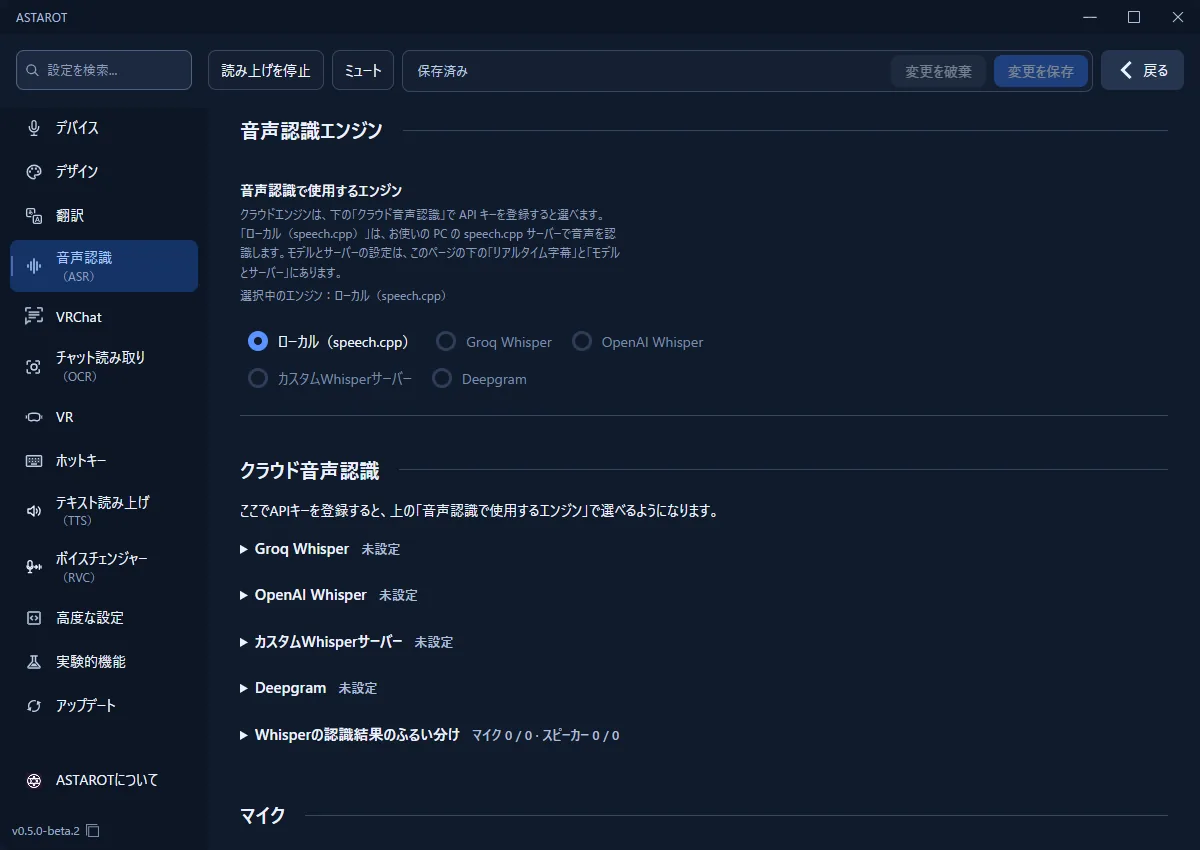 ASTAROT
設定を検索...
読み上げを停止
ミュート
保存済み
変更を破棄
変更を保存
戻る
デバイス
デザイン
翻訳
音声認識
（ASR）
VRChat
チャット読み取り
（OCR）
VR
ホットキー
テキスト読み上げ
（TTS）
ボイスチェンジャー
（RVC）
高度な設定
実験的機能
アップデート
ASTAROTについて
v0.5.0-beta.2
音声認識エンジン
音声認識で使用するエンジン
クラウドエンジンは、下の「クラウド音声認識」で API キーを登録すると選べます。
「ローカル（speech.cpp）」は、お使いの PC の speech.cpp サーバーで音声を認
識します。モデルとサーバーの設定は、このページの下の「リアルタイム字幕」と「モデル
とサーバー」にあります。
選択中のエンジン：ローカル（speech.cpp）
ローカル（speech.cpp）
Groq Whisper
OpenAI Whisper
カスタムWhisperサーバー
Deepgram
クラウド音声認識
ここでAPIキーを登録すると、上の「音声認識で使用するエンジン」で選べるようになります。
Groq Whisper 未設定
OpenAI Whisper 未設定
カスタムWhisperサーバー 未設定
Deepgram 未設定
Whisperの認識結果のふるい分け マイク 0 / 0 · スピーカー 0 / 0
マイク